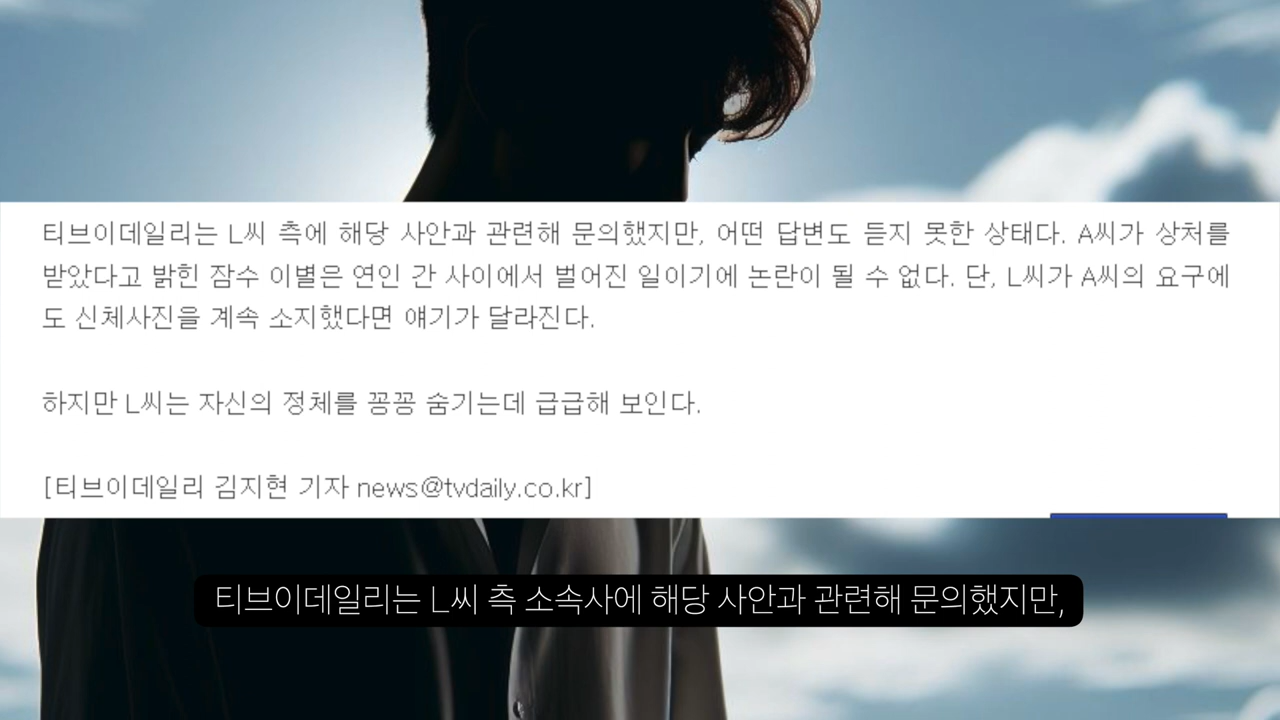 티브이데일리는 L씨 측에 해당 사안과 관련해 문의했지만, 어떤 답변도 듣지 못한 상태다. A씨가 상처를
받았다고 밝힌 잠수 이별은 연인 간 사이에서 벌어진 일이기에 논란이 될 수 없다. 단, L씨가 A씨의 요구에
도 신체사진을 계속 소지했다면 얘기가 달라진다.
하지만 L씨는 자신의 정체를 꽁꽁 숨기는데 급급해 보인다.
[티브이데일리 김지현 기자 news@tvdaily.co.kr]
티브이데일리는 L씨 측 소속사에 해당 사안과 관련해 문의했지만,